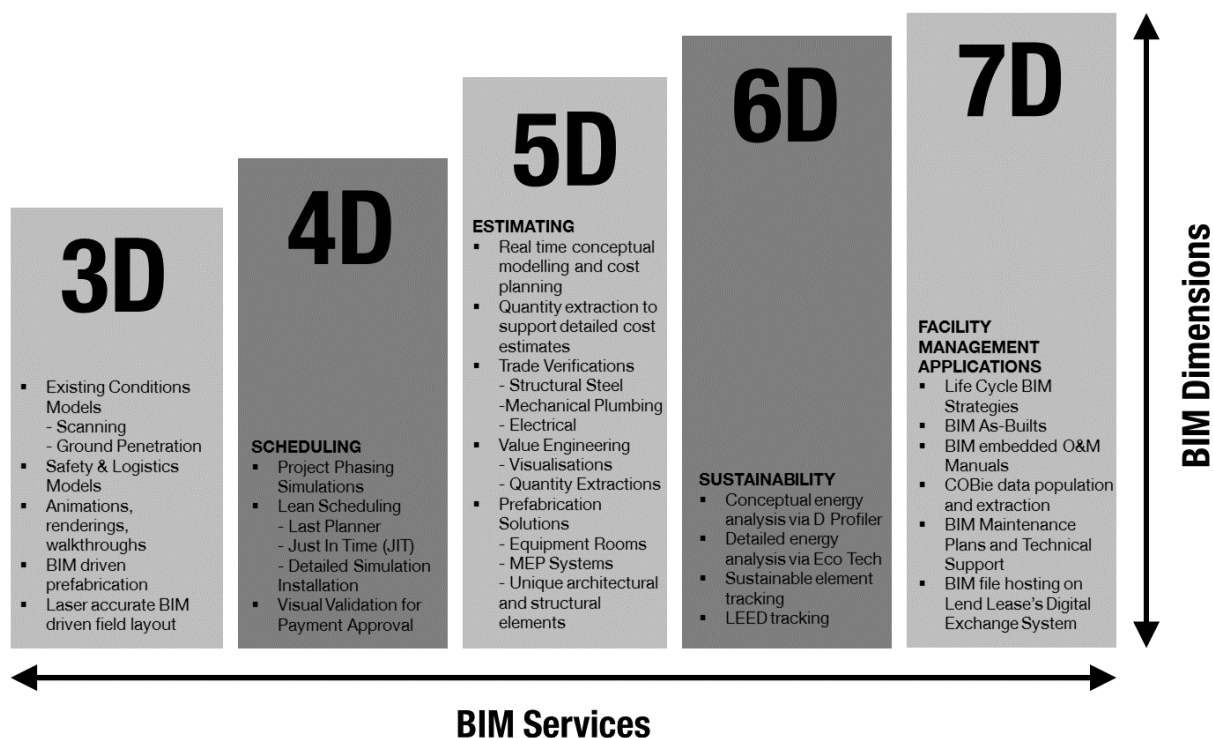 3D
▪ Existing Conditions
Models
- Scanning
- Ground Penetration
▪ Safety & Logistics
Models
▪ Animations,
renderings,
walkthroughs
▪ BIM driven
prefabrication
▪ Laser accurate BIM
driven field layout
4D
SCHEDULING
▪ Project Phasing
Simulations
▪ Lean Scheduling
- Last Planner
- Just In Time (JIT)
- Detailed Simulation
Installation
▪ Visual Validation for
Payment Approval
5D
ESTIMATING
▪ Real time conceptual
modelling and cost
planning
▪ Quantity extraction to
support detailed cost
estimates
▪ Trade Verifications
- Structural Steel
-Mechanical Plumbing
- Electrical
▪ Value Engineering
- Visualisations
- Quantity Extractions
▪ Prefabrication
Solutions
- Equipment Rooms
- MEP Systems
- Unique architectural
and structural
elements
6D
SUSTAINABILITY
▪ Conceptual energy
analysis via D Profiler
▪ Detailed energy
analysis via Eco Tech
▪ Sustainable element
tracking
▪ LEED tracking
7D
FACILITY
MANAGEMENT
APPLICATIONS
▪ Life Cycle BIM
Strategies
▪ BIM As-Builts
▪ BIM embedded O&M
Manuals
▪ COBie data population
and extraction
▪ BIM Maintenance
Plans and Technical
Support
▪ BIM file hosting on
Lend Lease's Digital
Exchange System
BIM Dimensions
BIM Services